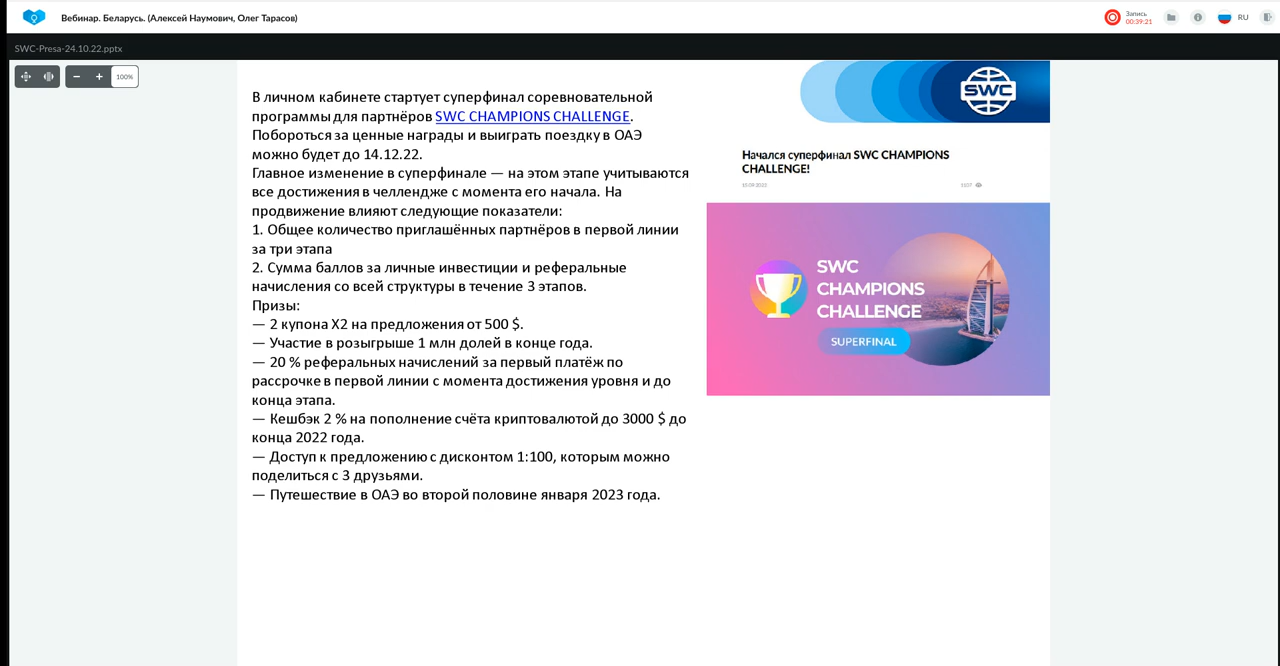 Вебинар. Беларусь. (Алексей Наумович, Олег Тарасов)
Запись
00:39:21
RU
SWC-Presa-24.10.22.pptx
100%
В личном кабинете стартует суперфинал соревновательной
программы для партнёров SWC CHAMPIONS CHALLENGE.
Побороться за ценные награды и выиграть поездку в ОАЭ
можно будет до 14.12.22.
Главное изменение в суперфинале — на этом этапе учитываются
все достижения в челлендже с момента его начала. На
продвижение влияют следующие показатели:
1. Общее количество приглашённых партнёров в первой линии
за три этапа
2. Сумма баллов за личные инвестиции и реферальные
начисления со всей структуры в течение 3 этапов.
Призы:
— 2 купона X2 на предложения от 500 $.
— Участие в розыгрыше 1 млн долей в конце года.
— 20 % реферальных начислений за первый платёж по
рассрочке в первой линии с момента достижения уровня и до
конца этапа.
— Кешбэк 2 % на пополнение счёта криптовалютой до 3000 $ до
конца 2022 года.
— Доступ к предложению с дисконтом 1:100, которым можно
поделиться с 3 друзьями.
— Путешествие в ОАЭ во второй половине января 2023 года.
SWC
Начался суперфинал SWC CHAMPIONS
CHALLENGE!
SWC
CHAMPIONS
CHALLENGE
SUPERFINAL